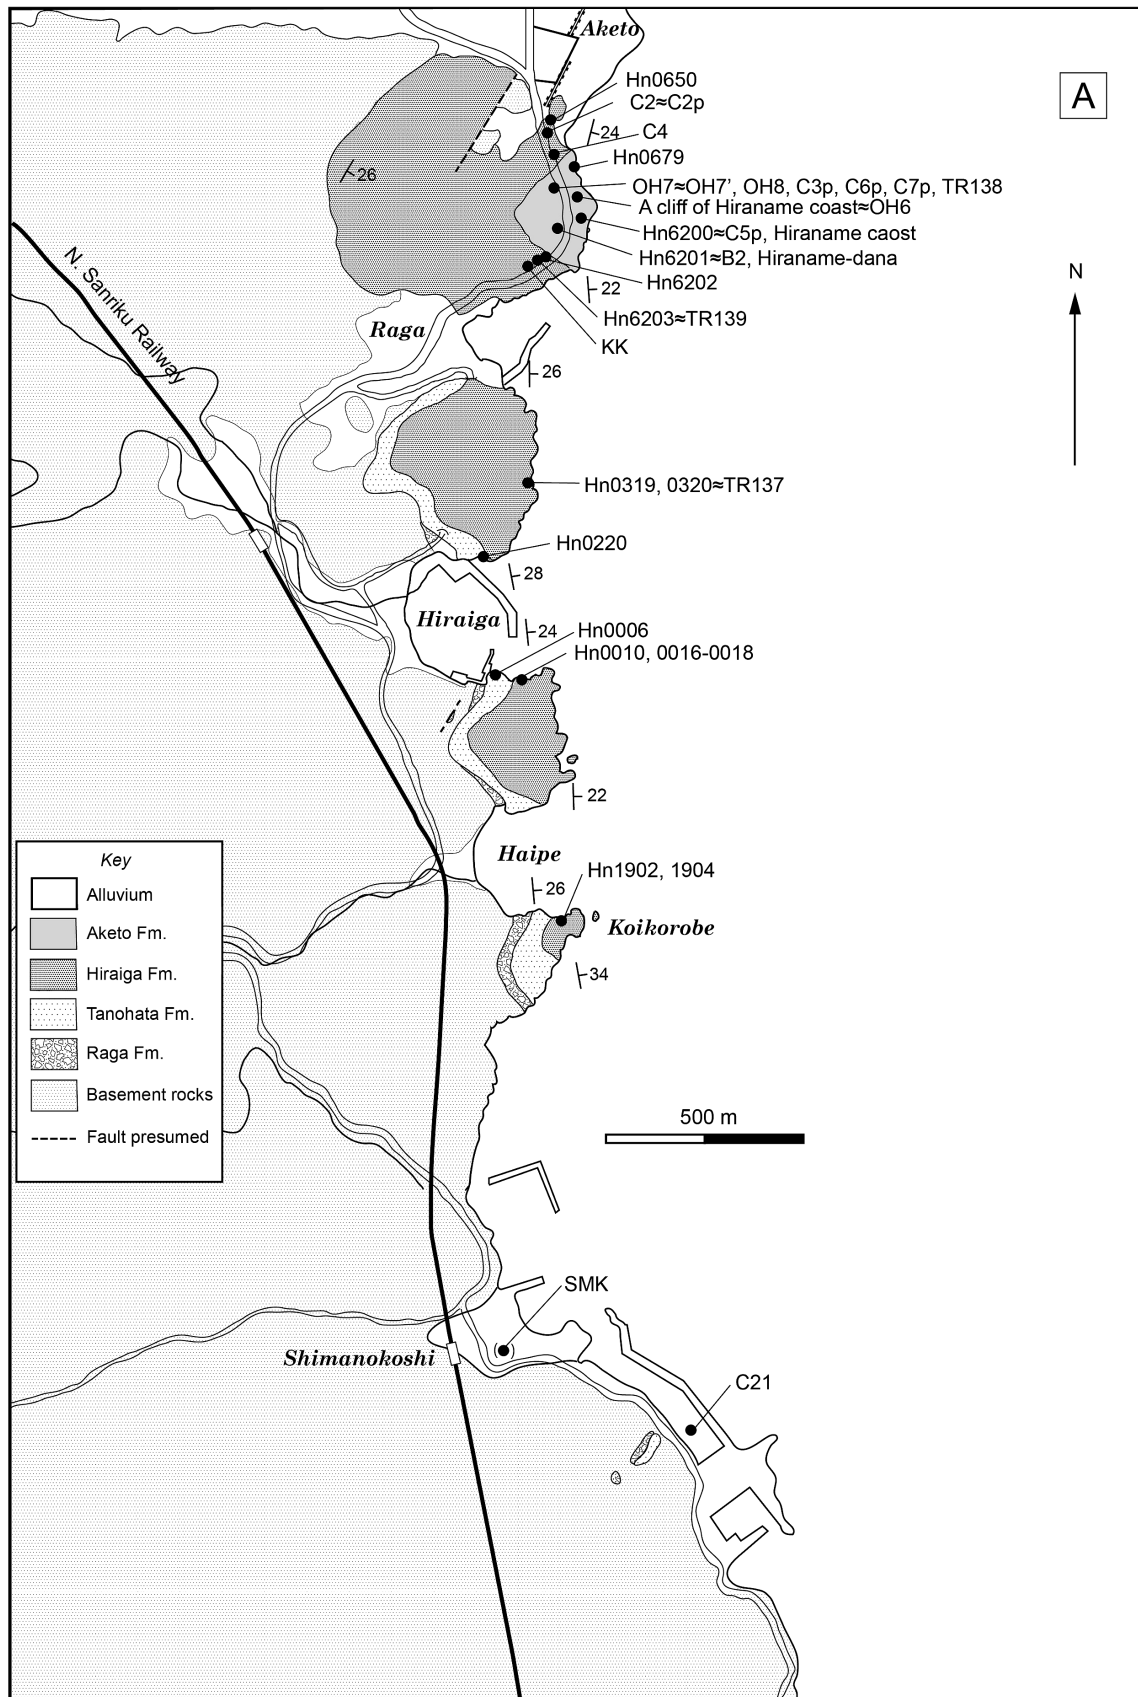 Aketo
A
Hn0650
C2≈C2p
24
C4
Hn0679
26
OH7≈OH7', OH8, C3p, C6p, C7p, TR138
A cliff of Hiraname coast≈OH6
Hn6200≈C5p, Hiraname caost
Hn6201≈B2, Hiraname-dana
N
Hn6202
22
N. Sanriku Railway
Raga
Hn6203≈TR139
KK
26
Hn0319, 0320≈TR137
Hn0220
28
Hiraiga
24
Hn0006
Hn0010, 0016-0018
22
Haipe
Key
Hn1902, 1904
26
Alluvium
Koikorobe
Aketo Fm.
Hiraiga Fm.
34
Tanohata Fm.
Raga Fm.
Basement rocks
500 m
Fault presumed
SMK
Shimanokoshi
C21